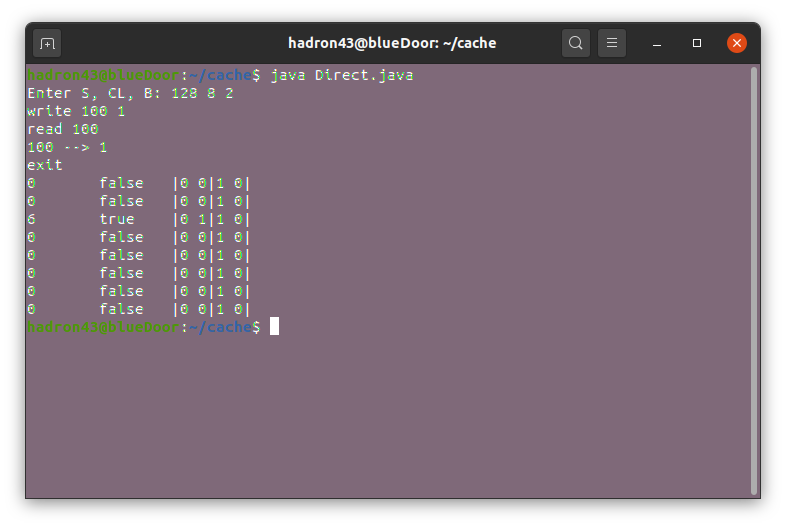 hadron43@blueDoor: ~/cache
hadron43@blueDoor:~/cache$ java Direct.java
Enter S, CL, B: 128 8 2
write 100 1
read 100
100 --> 1
exit
0 false |0 0|1 0|
0 false |0 0|1 0|
6 true |0 1|1 0|
0 false |0 0|1 0|
0 false |0 0|1 0|
0 false |0 0|1 0|
0 false |0 0|1 0|
0 false |0 0|1 0|
hadron43@blueDoor:~/cache$